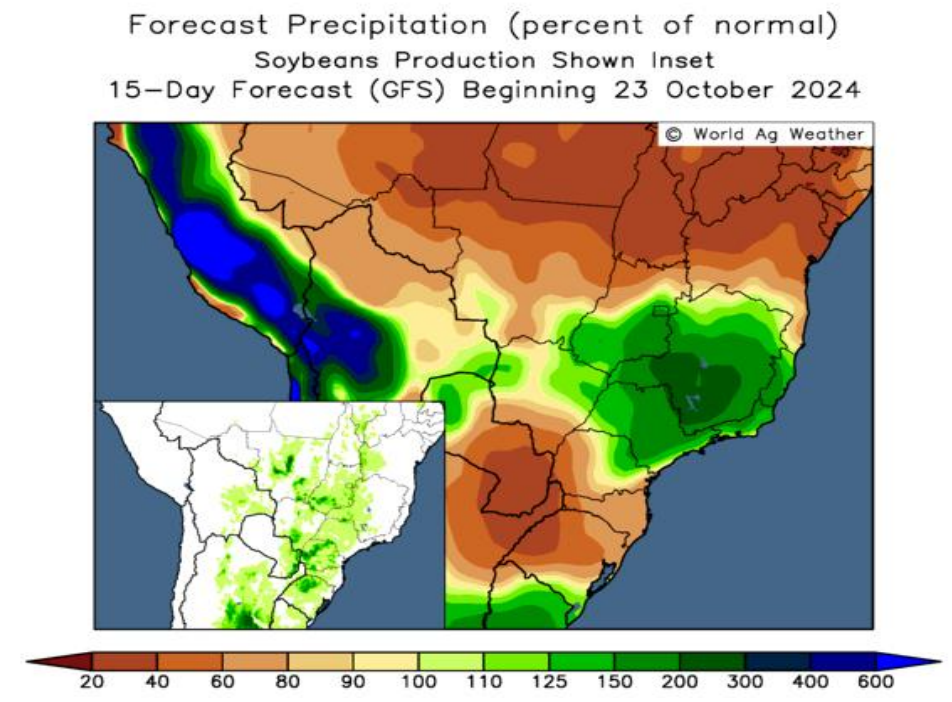 Forecast Precipitation (percent of normal)
Soybeans Production Shown Inset
15-Day Forecast (GFS) Beginning 23 October 2024
© World Ag Weather
20 40 60 80 90 100 110 125 150 200 300 400 600